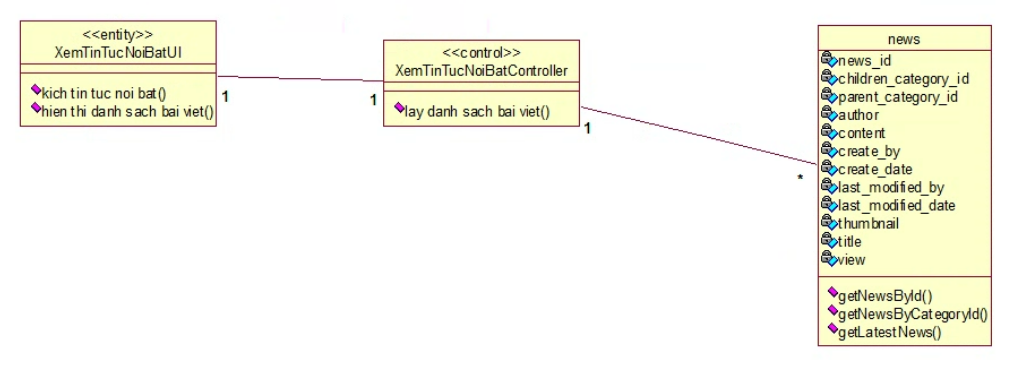 <<entity>>
XemTinTucNoiBatUI
kich tin tuc noi bat()
hien thi danh sach bai viet()
1
1
<<control>>
XemTinTucNoiBatController
lay danh sach bai viet()
1
*
news
news_id
children_category_id
parent_category_id
author
content
create_by
create_date
last_modified_by
last_modified_date
thumbnail
title
view
getNewsById()
getNewsByCategoryId()
getLatestNews()